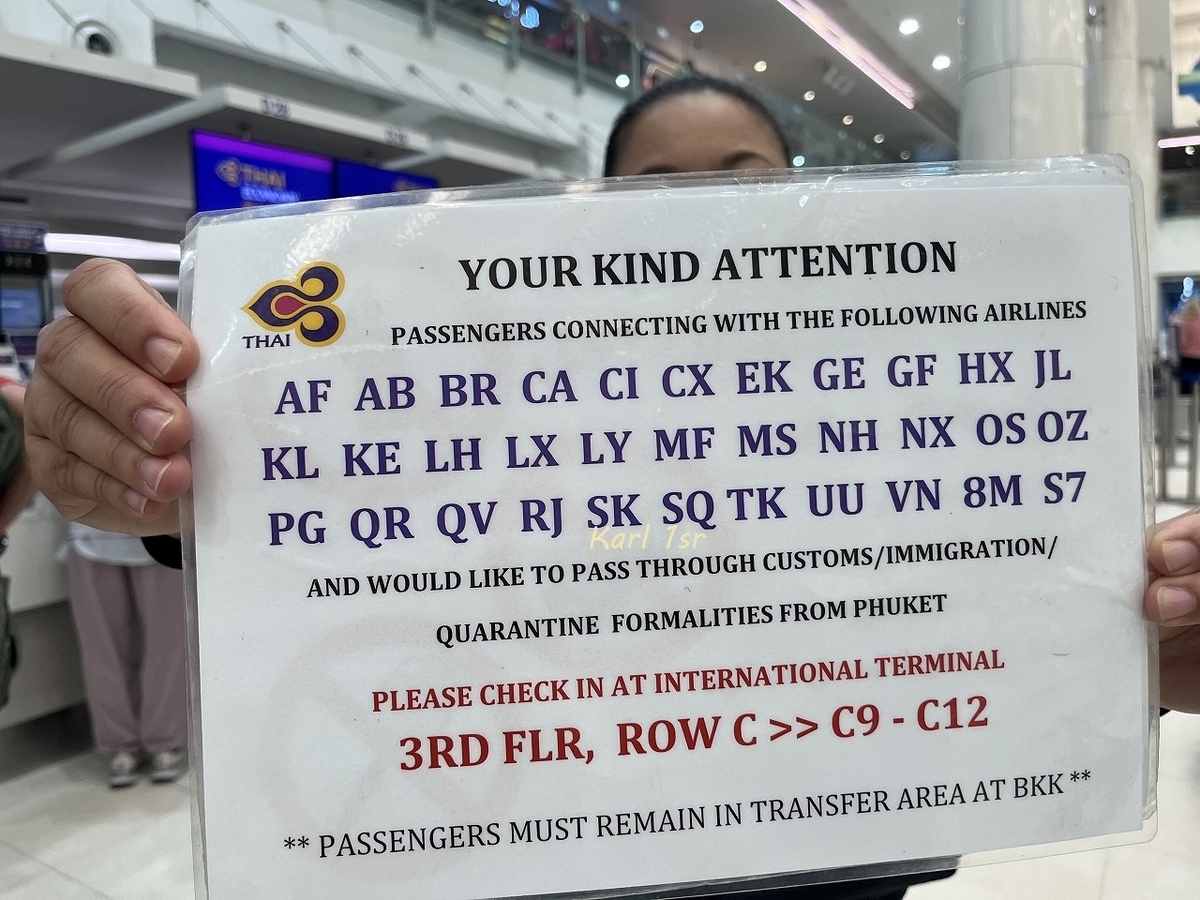 THAI
ECONOMY
YOUR KIND ATTENTION
THAI
PASSENGERS CONNECTING WITH THE FOLLOWING AIRLINES
AF AB BR CA CI CX EK GE GF HX JL
KL KE LH LX LY MF MS NH NX OS OZ
PG QR QV RJ SK SQ TK UU VN 8M S7
Karl 1sr
AND WOULD LIKE TO PASS THROUGH CUSTOMS/IMMIGRATION/
QUARANTINE FORMALITIES FROM PHUKET
PLEASE CHECK IN AT INTERNATIONAL TERMINAL
3RD FLR, ROW C >> C9 - C12
** PASSENGERS MUST REMAIN IN TRANSFER AREA AT BKK **